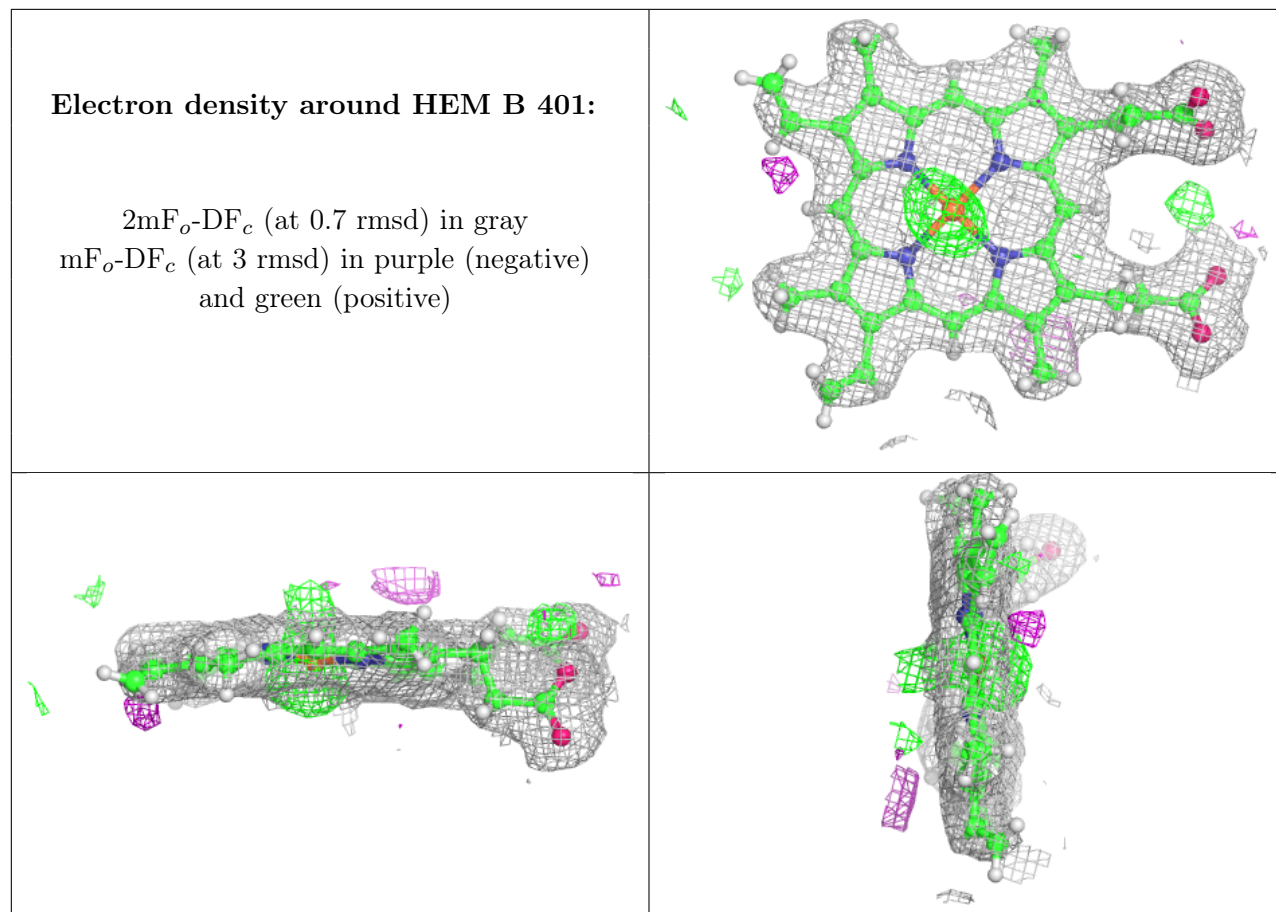 Electron density around HEM B 401:
2mFₒ-DF𝒸 (at 0.7 rmsd) in gray
mFₒ-DF𝒸 (at 3 rmsd) in purple (negative)
and green (positive)